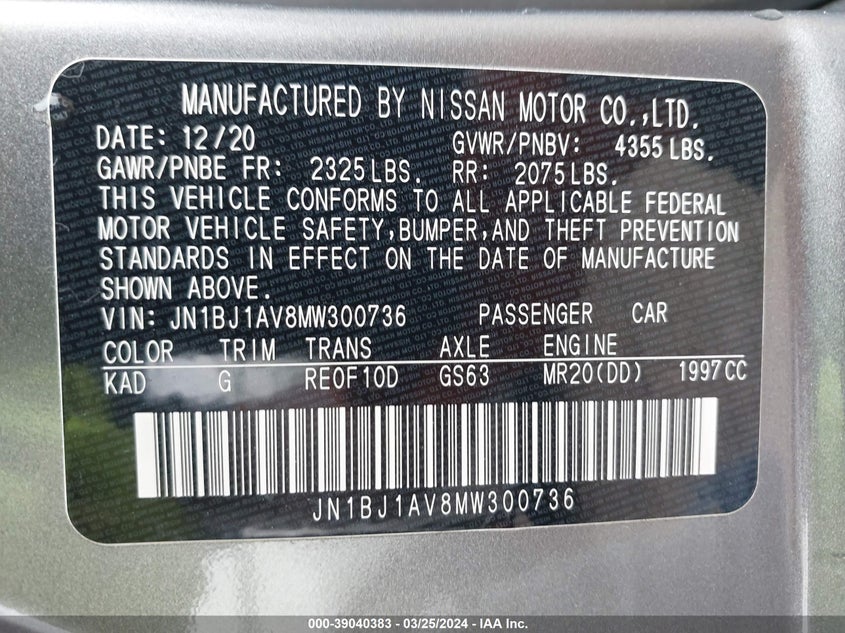 MANUFACTURED BY NISSAN MOTOR CO.,LTD.
DATE: 12/20 GVWR/PNBV: 4355 LBS.
GAWR/PNBE FR: 2325 LBS. RR: 2075 LBS.
THIS VEHICLE CONFORMS TO ALL APPLICABLE FEDERAL
MOTOR VEHICLE SAFETY,BUMPER,AND THEFT PREVENTION
STANDARDS IN EFFECT ON THE DATE OF MANUFACTURE
SHOWN ABOVE.
VIN: JN1BJ1AV8MW300736 PASSENGER CAR
COLOR TRIM TRANS AXLE ENGINE
KAD G RE0F10D GS63 MR20(DD) 1997CC
JN1BJ1AV8MW300736
000-39040383 - 03/25/2024 - IAA Inc.